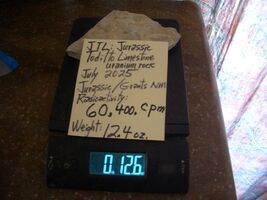 IL: Jurassic
Todilto Limestone
uranium rock
July 2025
Jurassic/Grants NM
Radioactivity:
60,400.cpm
Weight: 12.4 oz.
0.126